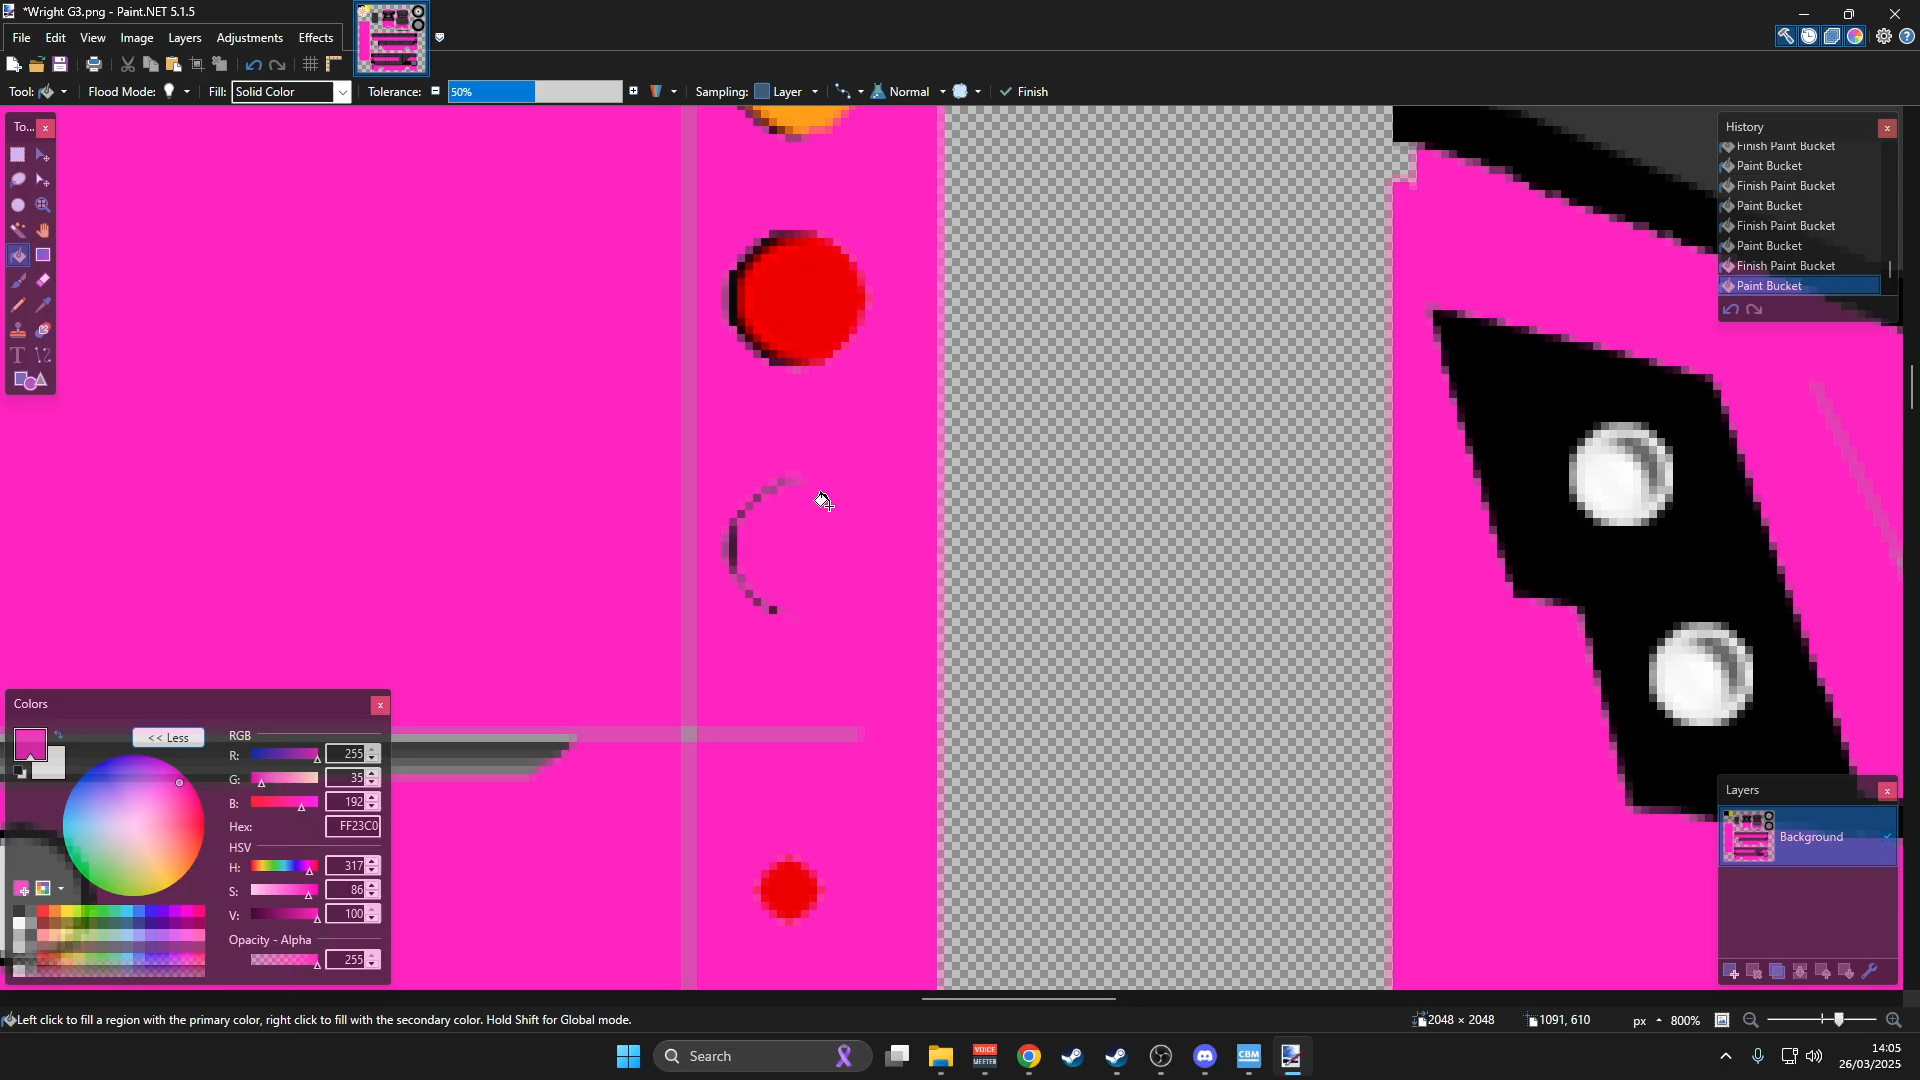 *Wright G3.png - Paint.NET 5.1.5
File Edit View Image Layers Adjustments Effects
Tool: Flood Mode: Fill: Solid Color Tolerance: 50% Sampling: Layer Normal Finish
To...
History
Finish Paint Bucket
Paint Bucket
Finish Paint Bucket
Paint Bucket
Finish Paint Bucket
Paint Bucket
Finish Paint Bucket
Paint Bucket
Colors
<< Less
RGB
R: 255
G: 35
B: 192
Hex: FF23C0
HSV
H: 317
S: 86
V: 100
Opacity - Alpha
255
Layers
Background
Left click to fill a region with the primary color, right click to fill with the secondary color. Hold Shift for Global mode.
2048 × 2048
1091, 610
px
800%
Search
VOICE
MEETER
CBM
14:05
26/03/2025